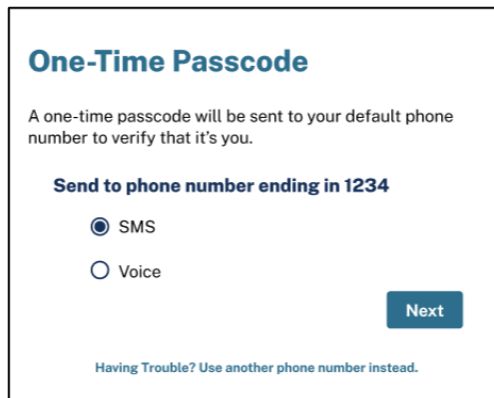 One-Time Passcode
A one-time passcode will be sent to your default phone
number to verify that it's you.
Send to phone number ending in 1234
SMS
Voice
Next
Having Trouble? Use another phone number instead.